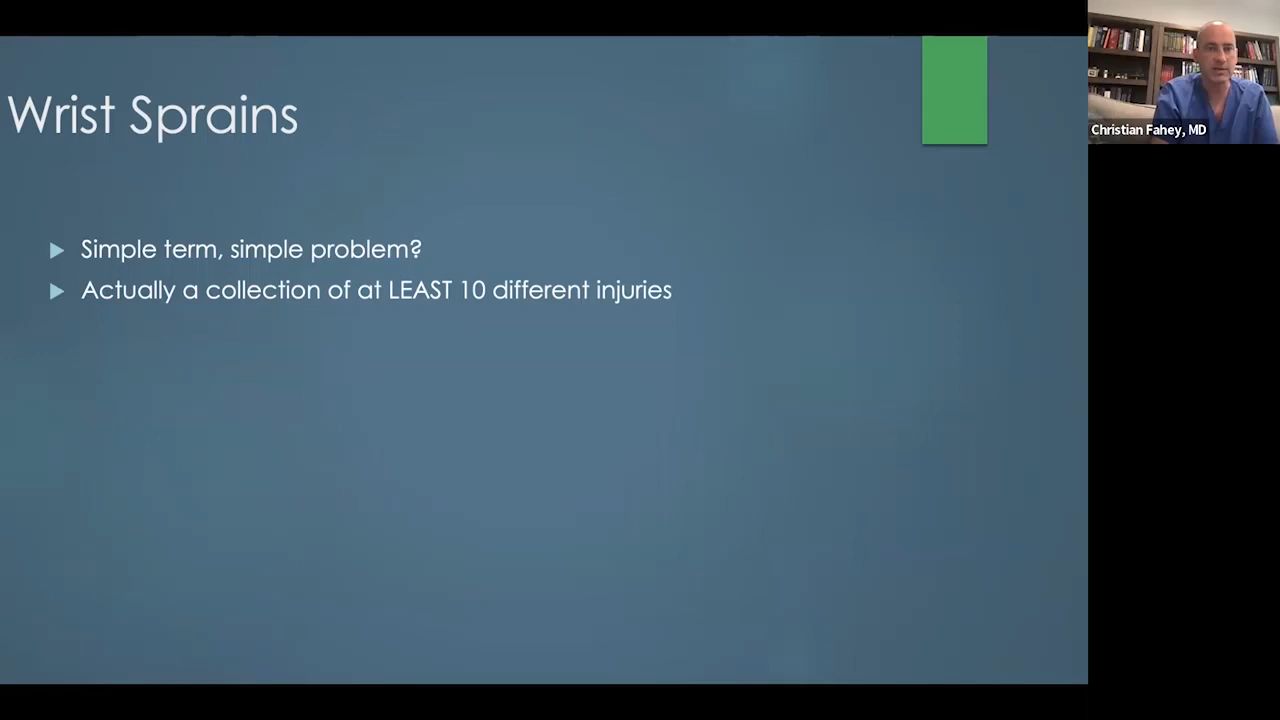 Wrist Sprains
Simple term, simple problem?
Actually a collection of at LEAST 10 different injuries
Christian Fahey, MD